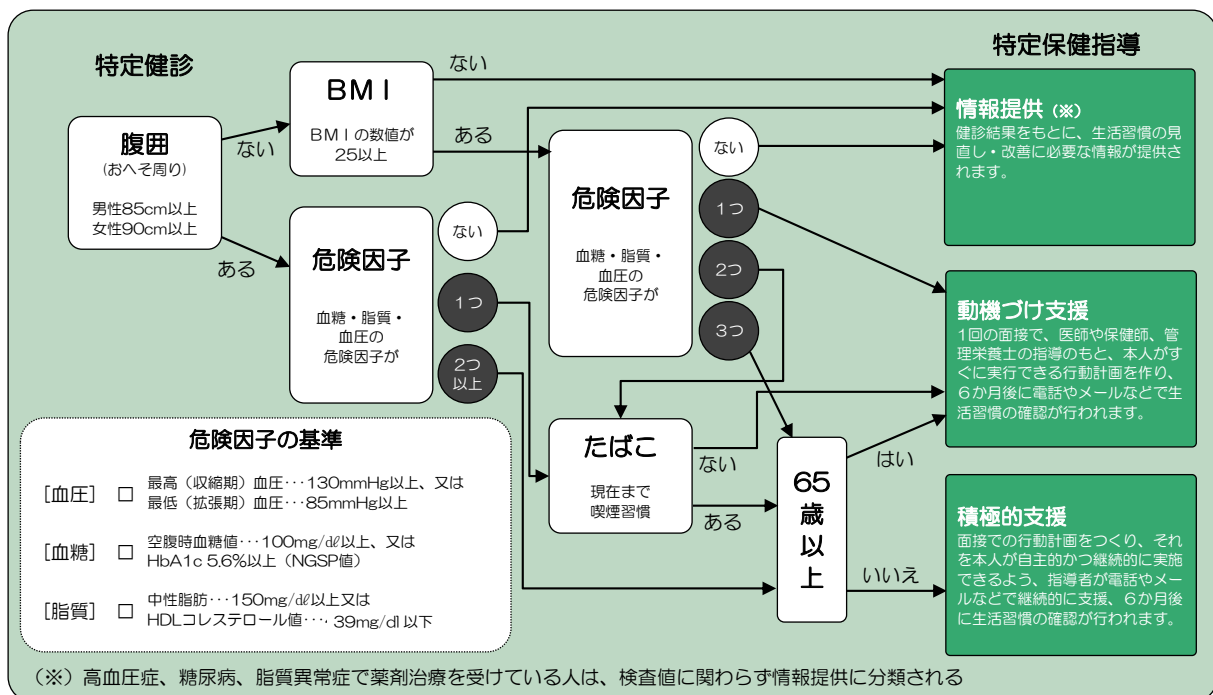 特定健診
特定保健指導
腹囲
(おへそ周り)
男性85cm以上
女性90cm以上
ない
ある
BMI
BMIの数値が
25以上
ない
ある
危険因子
血糖・脂質・
血圧の
危険因子が
ない
1つ
2つ
以上
危険因子
血糖・脂質・
血圧の
危険因子が
ない
1つ
2つ
3つ
たばこ
現在まで
喫煙習慣
ない
ある
65
歳
以
上
はい
いいえ
情報提供(※)
健診結果をもとに、生活習慣の見
直し・改善に必要な情報が提供さ
れます。
動機づけ支援
1回の面接で、医師や保健師、管
理栄養士の指導のもと、本人がす
ぐに実行できる行動計画を作り、
6か月後に電話やメールなどで生
活習慣の確認が行われます。
積極的支援
面接での行動計画をつくり、それ
を本人が自主的かつ継続的に実施
できるよう、指導者が電話やメー
ルなどで継続的に支援、6か月後
に生活習慣の確認が行われます。
危険因子の基準
[血圧] □ 最高(収縮期)血圧･･･130mmHg以上、又は
最低(拡張期)血圧･･･85mmHg以上
[血糖] □ 空腹時血糖値･･･100mg/dℓ以上、又は
HbA1c 5.6%以上(NGSP値)
[脂質] □ 中性脂肪･･･150mg/dℓ以上又は
HDLコレステロール値･･･39mg/dl以下
(※)高血圧症、糖尿病、脂質異常症で薬剤治療を受けている人は、検査値に関わらず情報提供に分類される